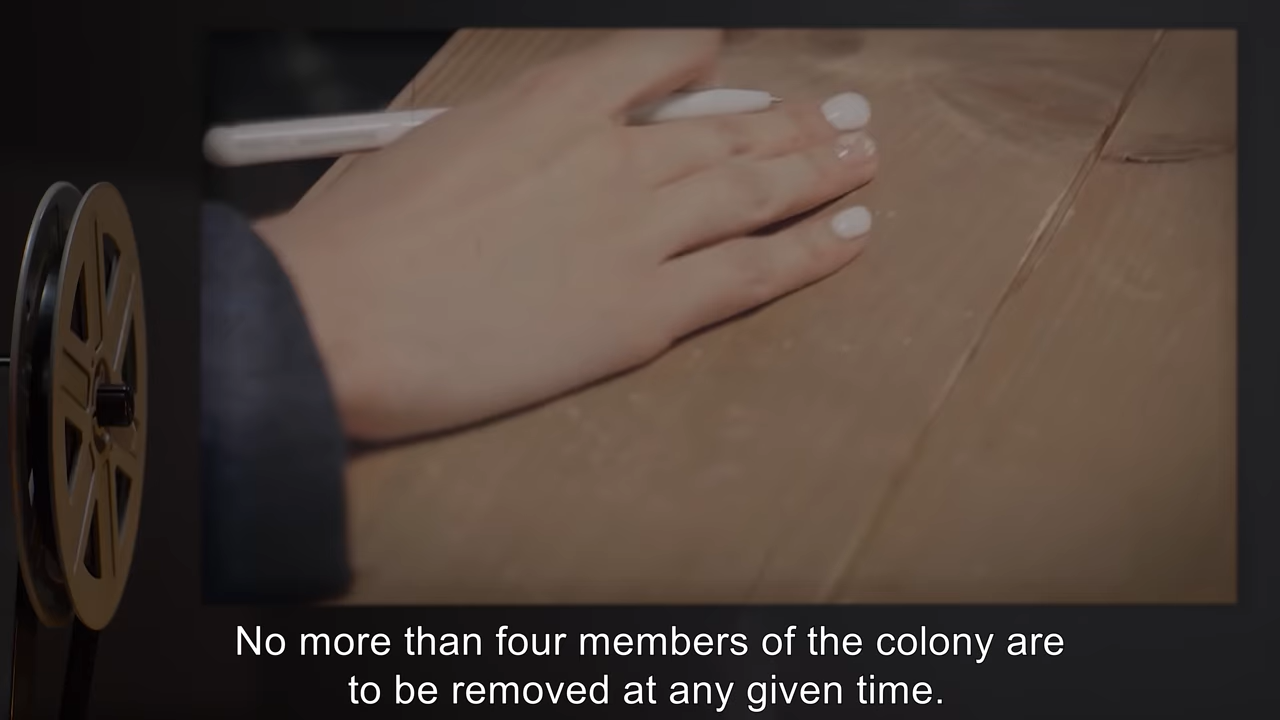 No more than four members of the colony are
to be removed at any given time.